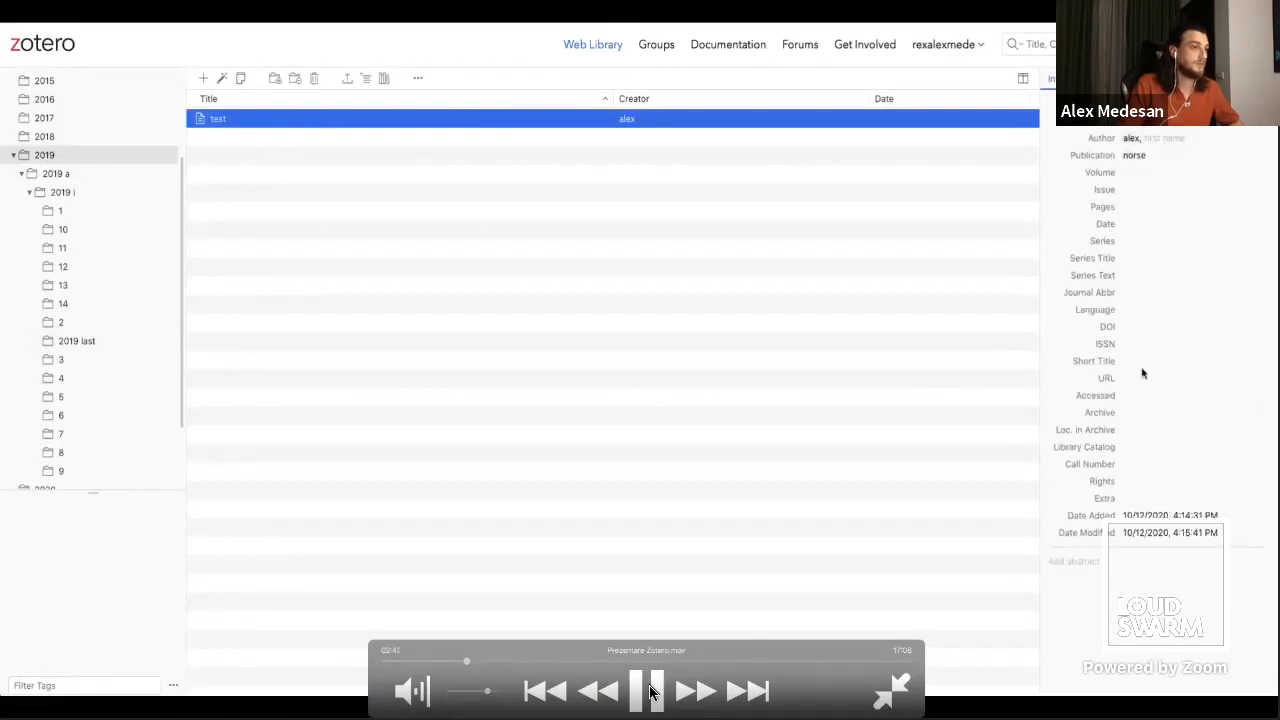 zotero
Web Library Groups Documentation Forums Get Involved rexalexmede Title, C
Alex Medesan
2015
2016
2017
2018
2019
2019 a
2019 i
1
10
11
12
13
14
2
2019 last
3
4
5
6
7
8
9
2020
Filter Tags
Title Creator Date
test alex
Author alex, first name
Publication norse
Volume
Issue
Pages
Date
Series
Series Title
Series Text
Journal Abbr
Language
DOI
ISSN
Short Title
URL
Accessed
Archive
Loc. in Archive
Library Catalog
Call Number
Rights
Extra
Date Added 10/12/2020, 4:14:31 PM
Date Modified 10/12/2020, 4:15:41 PM
Add abstract
LOUD
SWARM
Powered by Zoom
Prezentare Zotero.mov
17:08